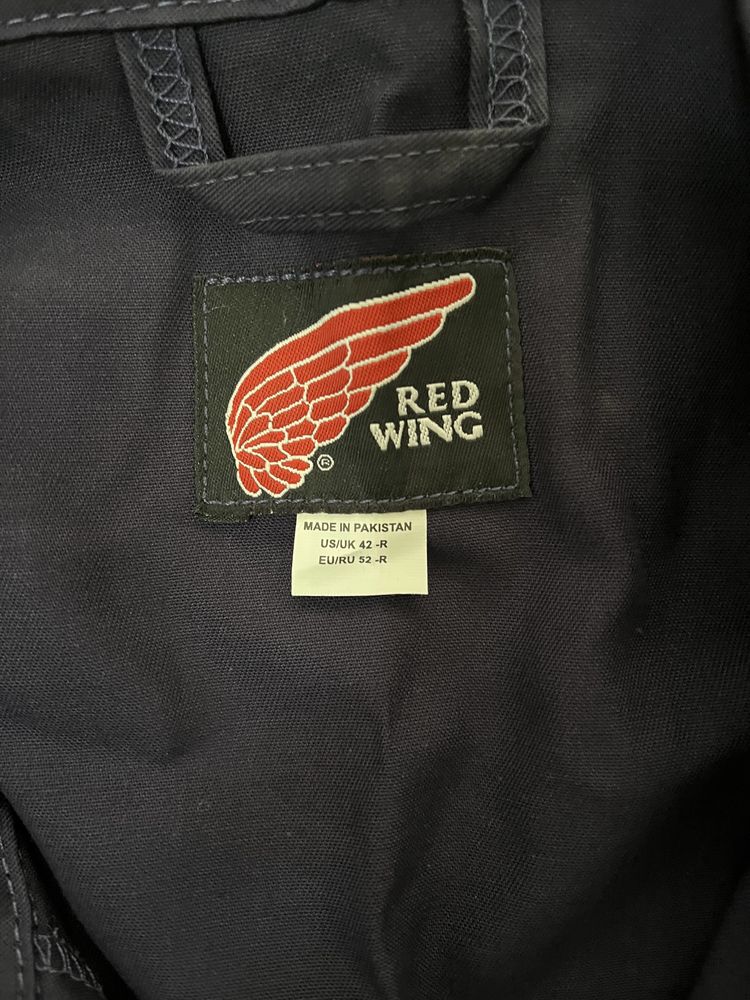 RED
WING
®
MADE IN PAKISTAN
US/UK 42 -R
EU/RU 52 -R